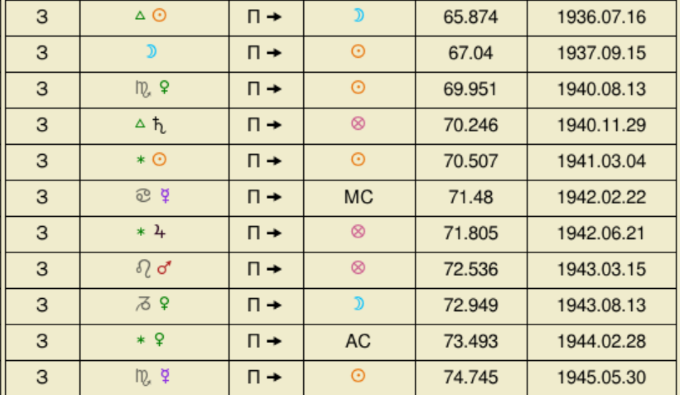 З △ ☉ П ➞ ☽ 65.874 1936.07.16
З ☽ П ➞ ☉ 67.04 1937.09.15
З ♏ ♀ П ➞ ☉ 69.951 1940.08.13
З △ ♄ П ➞ ⊗ 70.246 1940.11.29
З ✶ ☉ П ➞ ☉ 70.507 1941.03.04
З ♋ ☿ П ➞ MC 71.48 1942.02.22
З ✶ ♃ П ➞ ⊗ 71.805 1942.06.21
З ♌ ♂ П ➞ ⊗ 72.536 1943.03.15
З ♑ ♀ П ➞ ☽ 72.949 1943.08.13
З ✶ ♀ П ➞ AC 73.493 1944.02.28
З ♏ ☿ П ➞ ☉ 74.745 1945.05.30